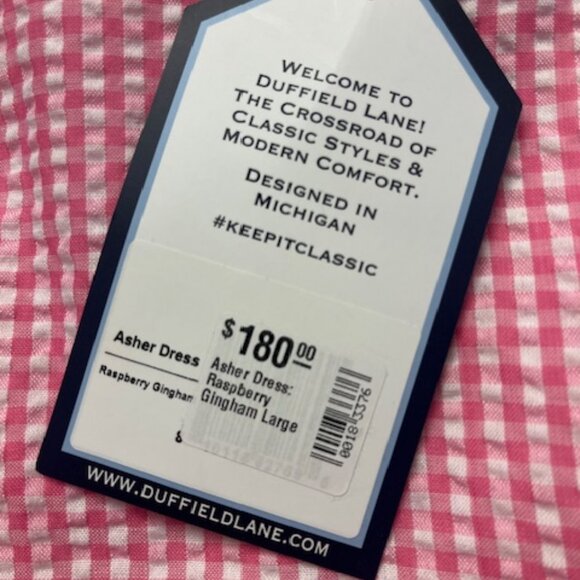 WELCOME TO
DUFFIELD LANE!
THE CROSSROAD OF
CLASSIC STYLES &
MODERN COMFORT.
DESIGNED IN
MICHIGAN
#KEEPITCLASSIC
$180.00
Asher Dress:
Raspberry
Gingham Large
00183376
Asher Dress
Raspberry Gingham
WWW.DUFFIELDLANE.COM